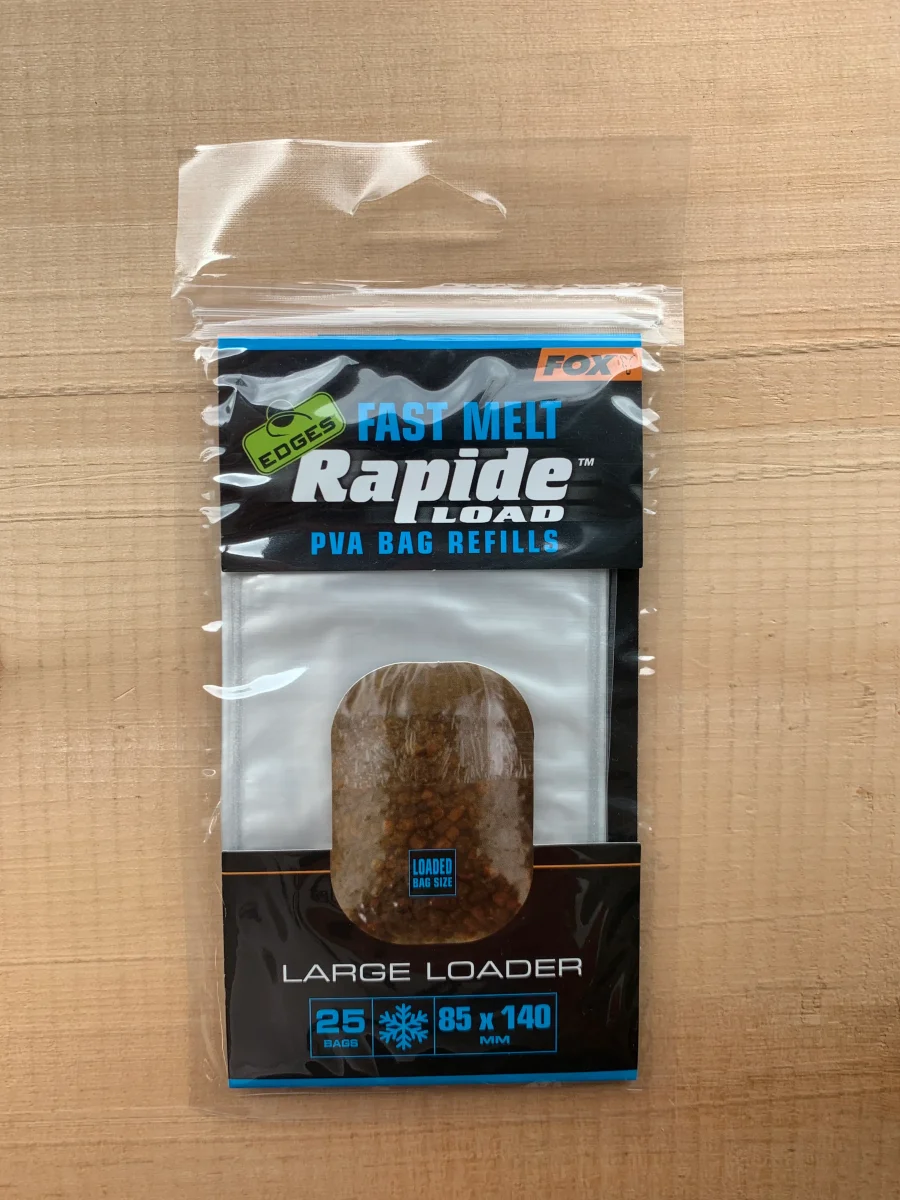 FOX
EDGES
FAST MELT
Rapide™
LOAD
PVA BAG REFILLS
LOADED
BAG SIZE
LARGE LOADER
25
BAGS
85 x 140
MM